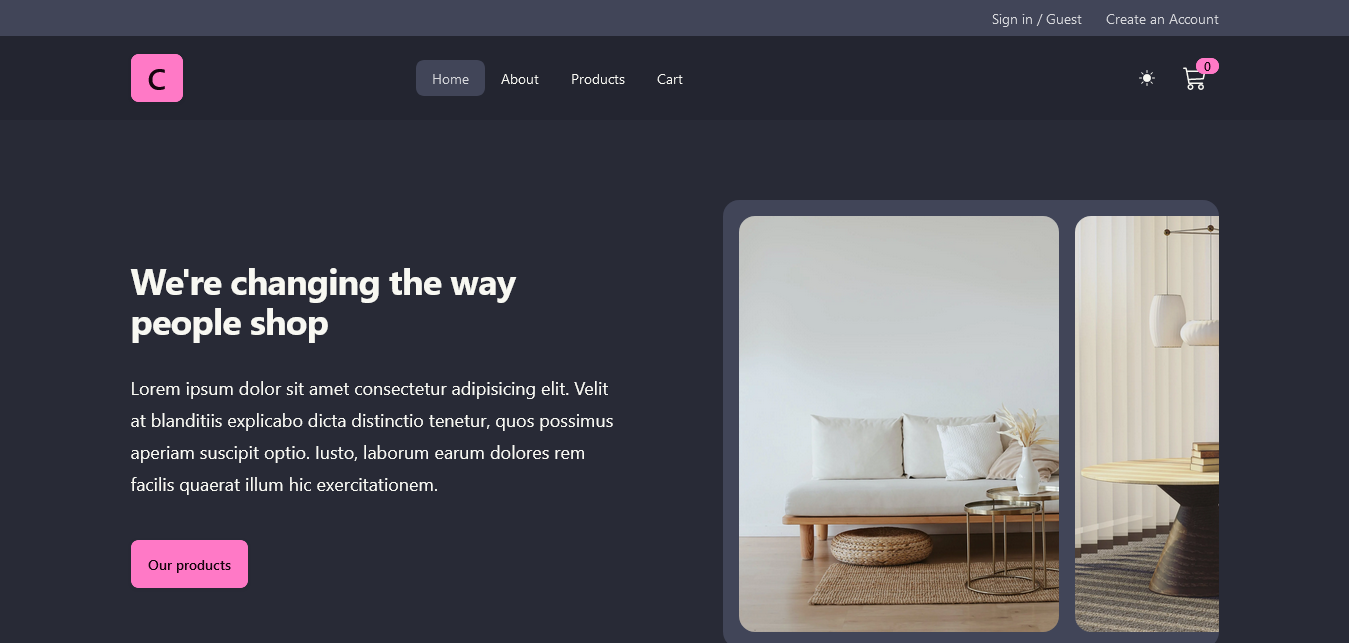 Sign in / Guest
Create an Account
C
Home
About
Products
Cart
0
We're changing the way
people shop
Lorem ipsum dolor sit amet consectetur adipisicing elit. Velit
at blanditiis explicabo dicta distinctio tenetur, quos possimus
aperiam suscipit optio. Iusto, laborum earum dolores rem
facilis quaerat illum hic exercitationem.
Our products